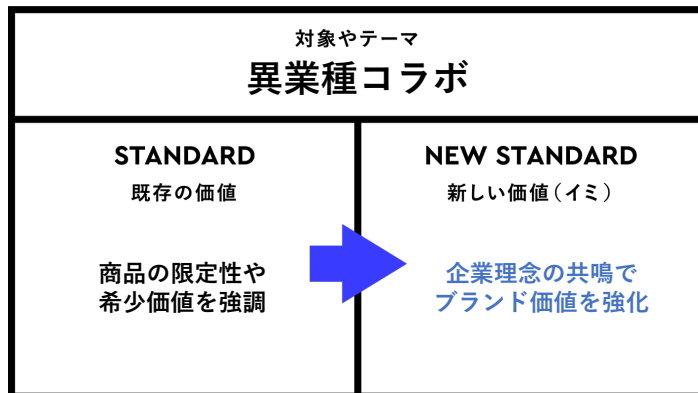 対象やテーマ
異業種コラボ
STANDARD
既存の価値
商品の限定性や
希少価値を強調
NEW STANDARD
新しい価値（イミ）
企業理念の共鳴で
ブランド価値を強化